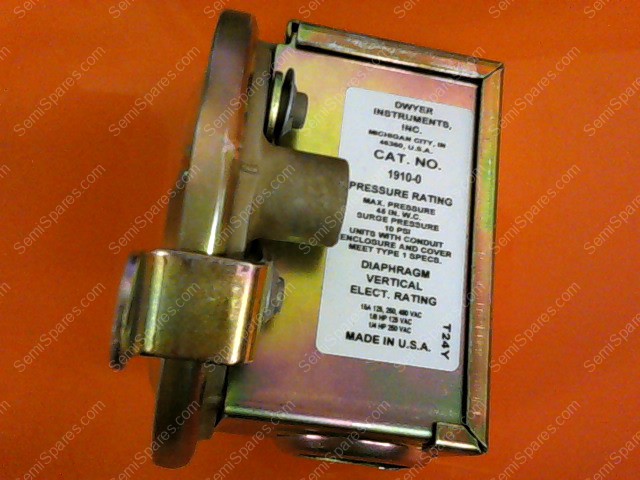 DWYER
INSTRUMENTS,
INC.
MICHIGAN CITY, IN
46360, U.S.A.
CAT. NO.
1910-0
PRESSURE RATING
MAX. PRESSURE
45 IN. W.C.
SURGE PRESSURE
10 PSI
UNITS WITH CONDUIT
ENCLOSURE AND COVER
MEET TYPE 1 SPECS.
DIAPHRAGM
VERTICAL
ELECT. RATING
15A 125, 250, 480 VAC
1/8 HP 125 VAC
1/4 HP 250 VAC
MADE IN U.S.A.
T24Y
SemiSpares.com